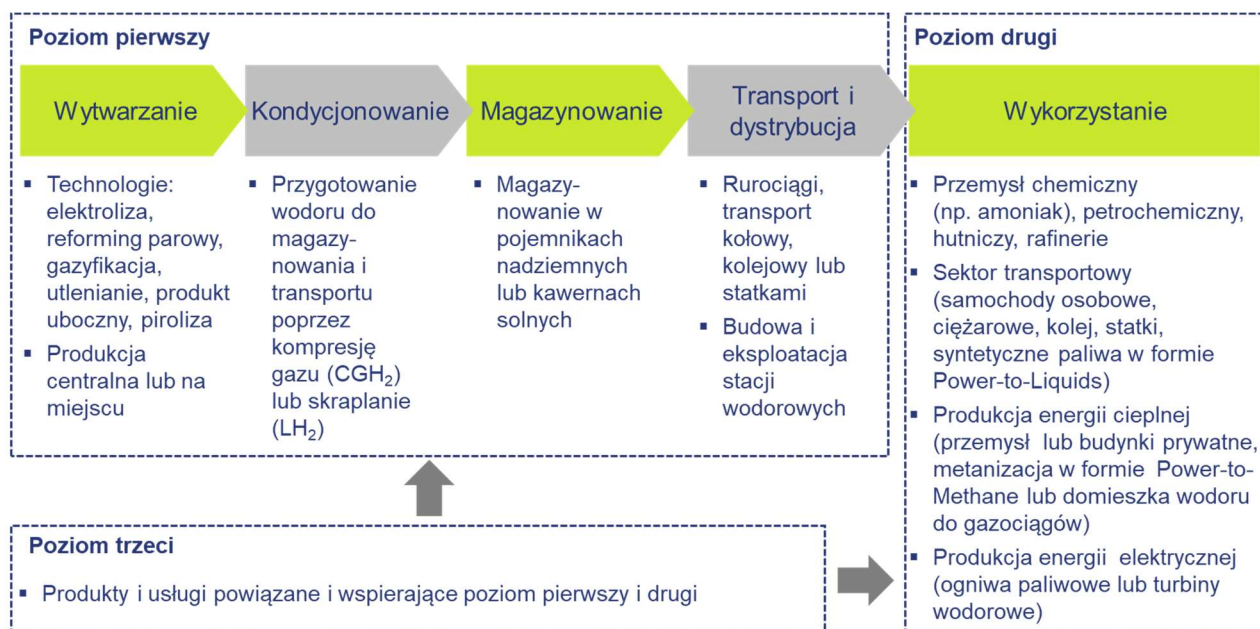 Poziom pierwszy
Wytwarzanie
▪ Technologie:
elektroliza,
reforming parowy,
gazyfikacja,
utlenianie, produkt
uboczny, piroliza
▪ Produkcja
centralna lub na
miejscu
Kondycjonowanie
▪ Przygotowanie
wodoru do
magazy-
nowania i
transportu
poprzez
kompresję
gazu (CGH₂)
lub skraplanie
(LH₂)
Magazynowanie
▪ Magazy-
nowanie w
pojemnikach
nadziemnych
lub kawernach
solnych
Transport i
dystrybucja
▪ Rurociągi,
transport
kołowy,
kolejowy lub
statkami
▪ Budowa i
eksploatacja
stacji
wodorowych
Poziom drugi
Wykorzystanie
▪ Przemysł chemiczny
(np. amoniak), petrochemiczny,
hutniczy, rafinerie
▪ Sektor transportowy
(samochody osobowe,
ciężarowe, kolej, statki,
syntetyczne paliwa w formie
Power-to-Liquids)
▪ Produkcja energii cieplnej
(przemysł lub budynki prywatne,
metanizacja w formie Power-to-
Methane lub domieszka wodoru
do gazociągów)
▪ Produkcja energii elektrycznej
(ogniwa paliwowe lub turbiny
wodorowe)
Poziom trzeci
▪ Produkty i usługi powiązane i wspierające poziom pierwszy i drugi